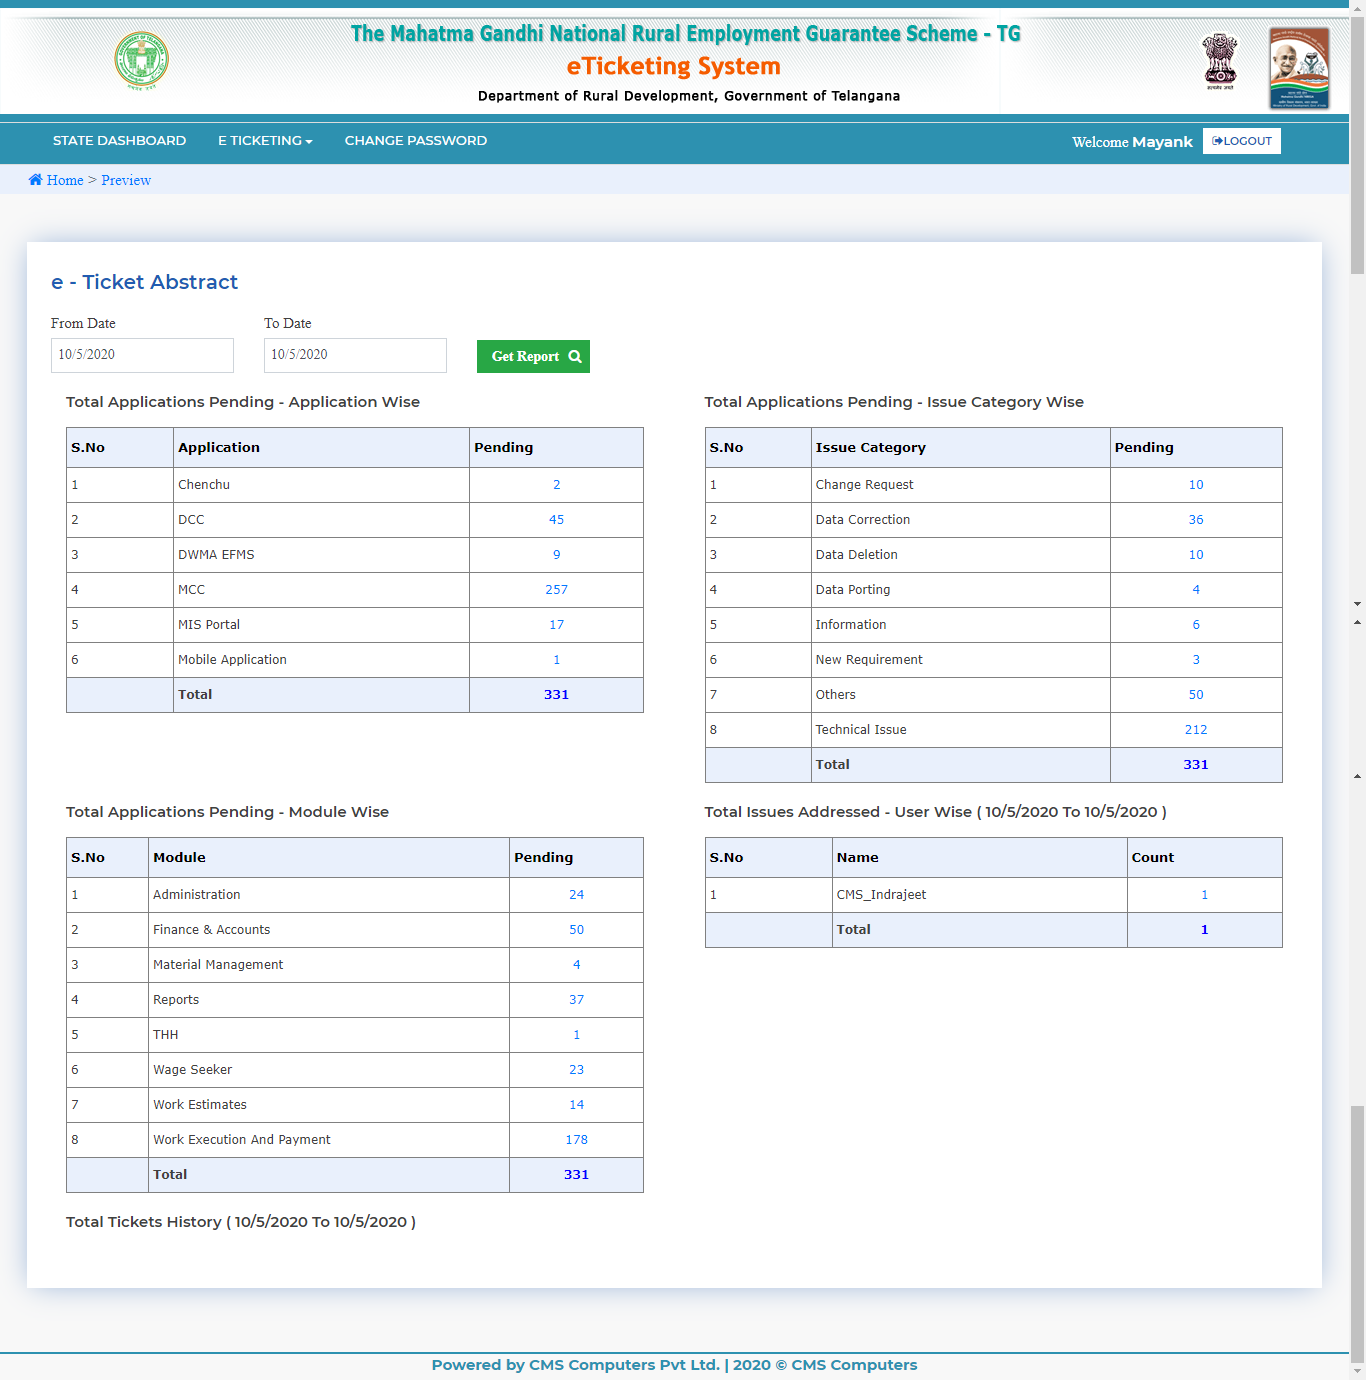 The Mahatma Gandhi National Rural Employment Guarantee Scheme - TG
eTicketing System
Department of Rural Development, Government of Telangana
सत्यमेव जयते
STATE DASHBOARD E TICKETING CHANGE PASSWORD Welcome Mayank LOGOUT
Home > Preview
e - Ticket Abstract
From Date To Date
10/5/2020 10/5/2020 Get Report
Total Applications Pending - Application Wise
S.No Application Pending
1 Chenchu 2
2 DCC 45
3 DWMA EFMS 9
4 MCC 257
5 MIS Portal 17
6 Mobile Application 1
Total 331
Total Applications Pending - Issue Category Wise
S.No Issue Category Pending
1 Change Request 10
2 Data Correction 36
3 Data Deletion 10
4 Data Porting 4
5 Information 6
6 New Requirement 3
7 Others 50
8 Technical Issue 212
Total 331
Total Applications Pending - Module Wise
S.No Module Pending
1 Administration 24
2 Finance & Accounts 50
3 Material Management 4
4 Reports 37
5 THH 1
6 Wage Seeker 23
7 Work Estimates 14
8 Work Execution And Payment 178
Total 331
Total Issues Addressed - User Wise ( 10/5/2020 To 10/5/2020 )
S.No Name Count
1 CMS_Indrajeet 1
Total 1
Total Tickets History ( 10/5/2020 To 10/5/2020 )
Powered by CMS Computers Pvt Ltd. | 2020 © CMS Computers